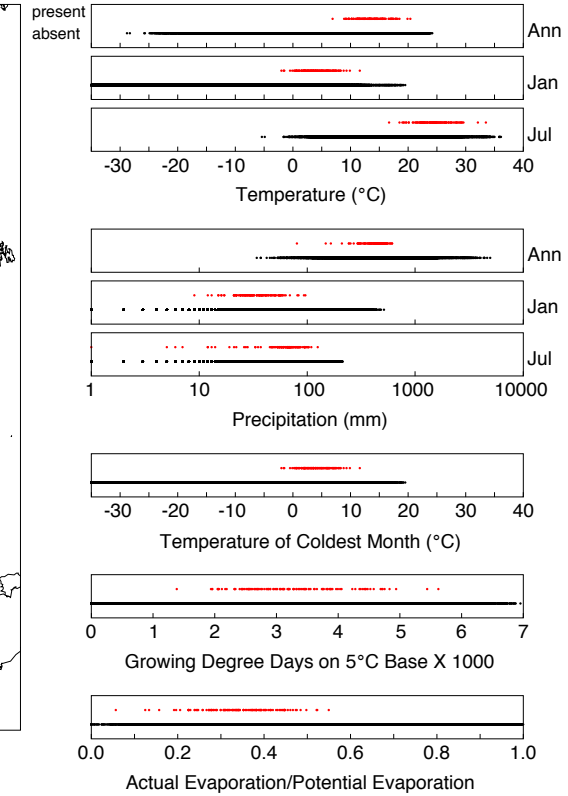 present
absent
Ann
Jan
Jul
-30 -20 -10 0 10 20 30 40
Temperature (°C)
Ann
Jan
Jul
1 10 100 1000 10000
Precipitation (mm)
-30 -20 -10 0 10 20 30 40
Temperature of Coldest Month (°C)
0 1 2 3 4 5 6 7
Growing Degree Days on 5°C Base X 1000
0.0 0.2 0.4 0.6 0.8 1.0
Actual Evaporation/Potential Evaporation